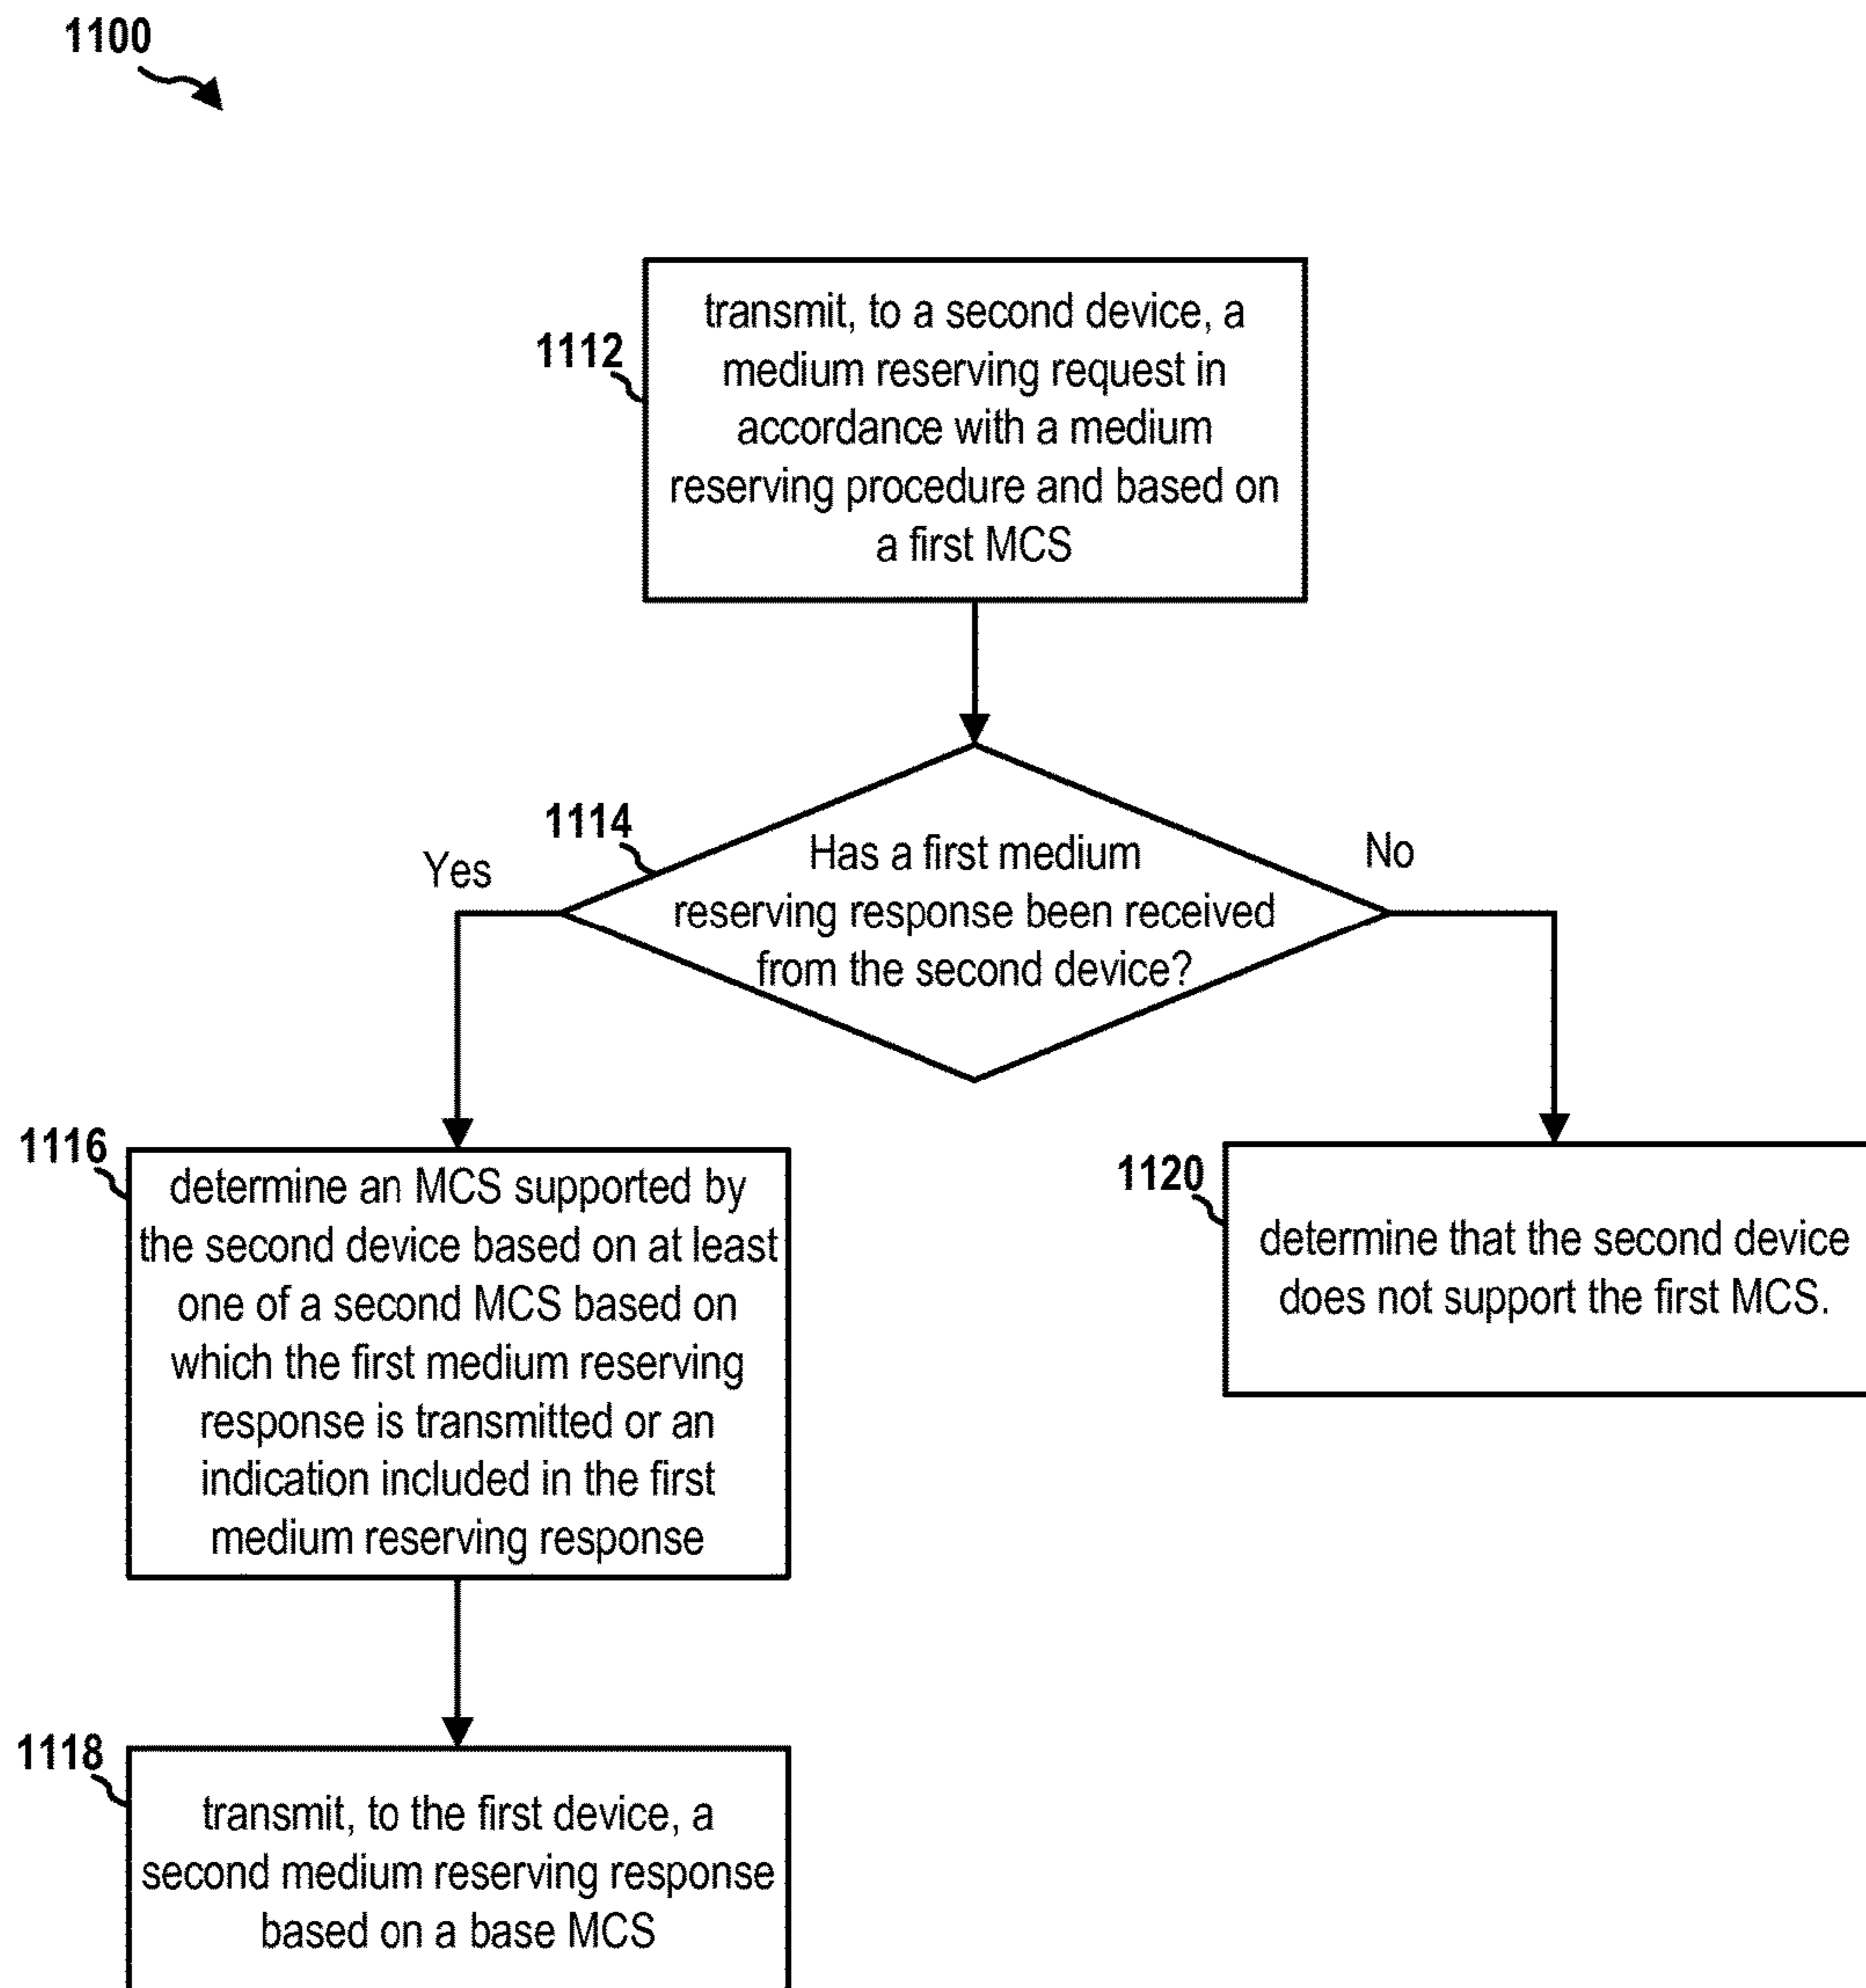 1100
1112
transmit, to a second device, a
medium reserving request in
accordance with a medium
reserving procedure and based on
a first MCS
1114
Yes
No
Has a first medium
reserving response been received
from the second device?
1116
determine an MCS supported by
the second device based on at least
one of a second MCS based on
which the first medium reserving
response is transmitted or an
indication included in the first
medium reserving response
1120
determine that the second device
does not support the first MCS.
1118
transmit, to the first device, a
second medium reserving response
based on a base MCS